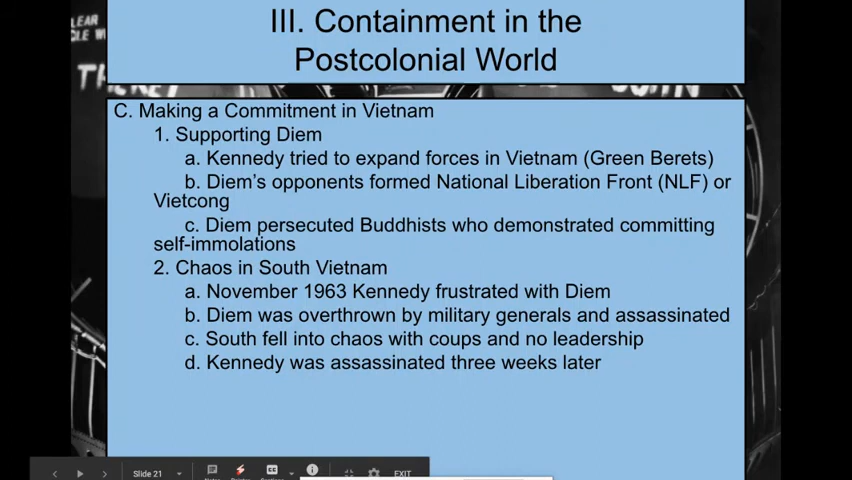 LEAR
CLE W
THERE
JOHN
III. Containment in the
Postcolonial World
C. Making a Commitment in Vietnam
1. Supporting Diem
a. Kennedy tried to expand forces in Vietnam (Green Berets)
b. Diem's opponents formed National Liberation Front (NLF) or
Vietcong
c. Diem persecuted Buddhists who demonstrated committing
self-immolations
2. Chaos in South Vietnam
a. November 1963 Kennedy frustrated with Diem
b. Diem was overthrown by military generals and assassinated
c. South fell into chaos with coups and no leadership
d. Kennedy was assassinated three weeks later
Slide 21
EXIT